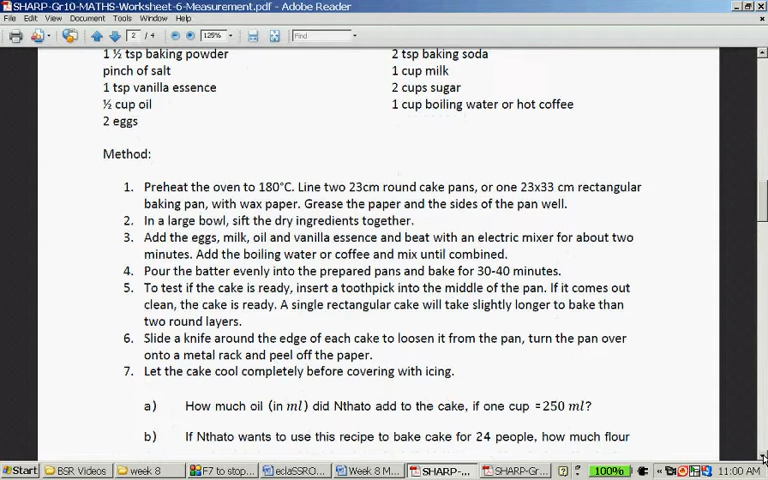 SHARP-Gr10-MATHS-Worksheet-6-Measurement.pdf - Adobe Reader
File Edit View Document Tools Window Help
2 / 4 125% Find
1 ½ tsp baking powder 2 tsp baking soda
pinch of salt 1 cup milk
1 tsp vanilla essence 2 cups sugar
½ cup oil 1 cup boiling water or hot coffee
2 eggs
Method:
1. Preheat the oven to 180°C. Line two 23cm round cake pans, or one 23x33 cm rectangular
baking pan, with wax paper. Grease the paper and the sides of the pan well.
2. In a large bowl, sift the dry ingredients together.
3. Add the eggs, milk, oil and vanilla essence and beat with an electric mixer for about two
minutes. Add the boiling water or coffee and mix until combined.
4. Pour the batter evenly into the prepared pans and bake for 30-40 minutes.
5. To test if the cake is ready, insert a toothpick into the middle of the pan. If it comes out
clean, the cake is ready. A single rectangular cake will take slightly longer to bake than
two round layers.
6. Slide a knife around the edge of each cake to loosen it from the pan, turn the pan over
onto a metal rack and peel off the paper.
7. Let the cake cool completely before covering with icing.
a) How much oil (in ml) did Nthato add to the cake, if one cup =250 ml?
b) If Nthato wants to use this recipe to bake cake for 24 people, how much flour
Start BSR Videos week 8 F7 to stop... eclaSSRO... Week 8 M... SHARP-... SHARP-Gr... 100% « 11:00 AM